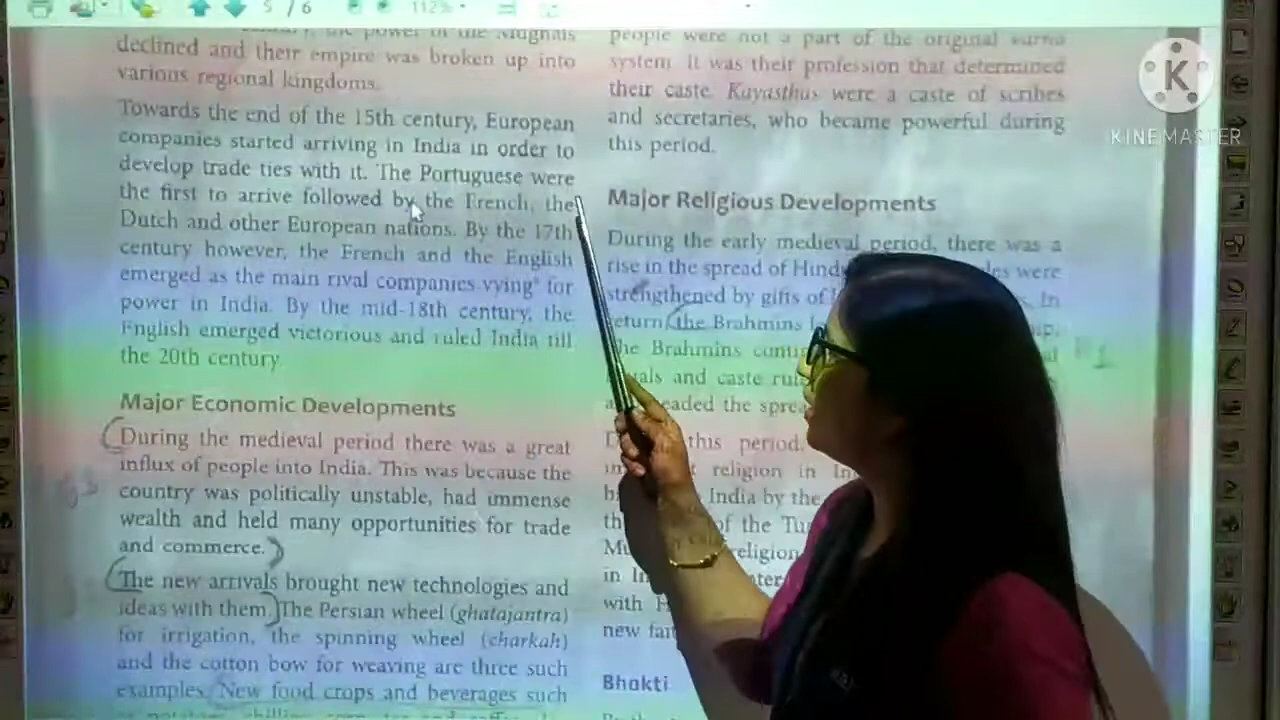 5 / 6
112%
the power of the Mughals
declined and their empire was broken up into
various regional kingdoms.
Towards the end of the 15th century, European
companies started arriving in India in order to
develop trade ties with it. The Portuguese were
the first to arrive followed by the French, the
Dutch and other European nations. By the 17th
century however, the French and the English
emerged as the main rival companies vying* for
power in India. By the mid-18th century, the
English emerged victorious and ruled India till
the 20th century.
Major Economic Developments
During the medieval period there was a great
influx of people into India. This was because the
country was politically unstable, had immense
wealth and held many opportunities for trade
and commerce.
The new arrivals brought new technologies and
ideas with them. The Persian wheel (ghatajantra)
for irrigation, the spinning wheel (charkah)
and the cotton bow for weaving are three such
examples. New food crops and beverages such
people were not a part of the original varna
system. It was their profession that determined
their caste. Kayasthas were a caste of scribes
and secretaries, who became powerful during
this period.
Major Religious Developments
During the early medieval period, there was a
rise in the spread of were
strengthened by gifts of In
return, the Brahmins
The Brahmins
and caste
the
this period,
religion in
India by the
of the
religion
in
with
new
Bhakti
K
KINEMASTER